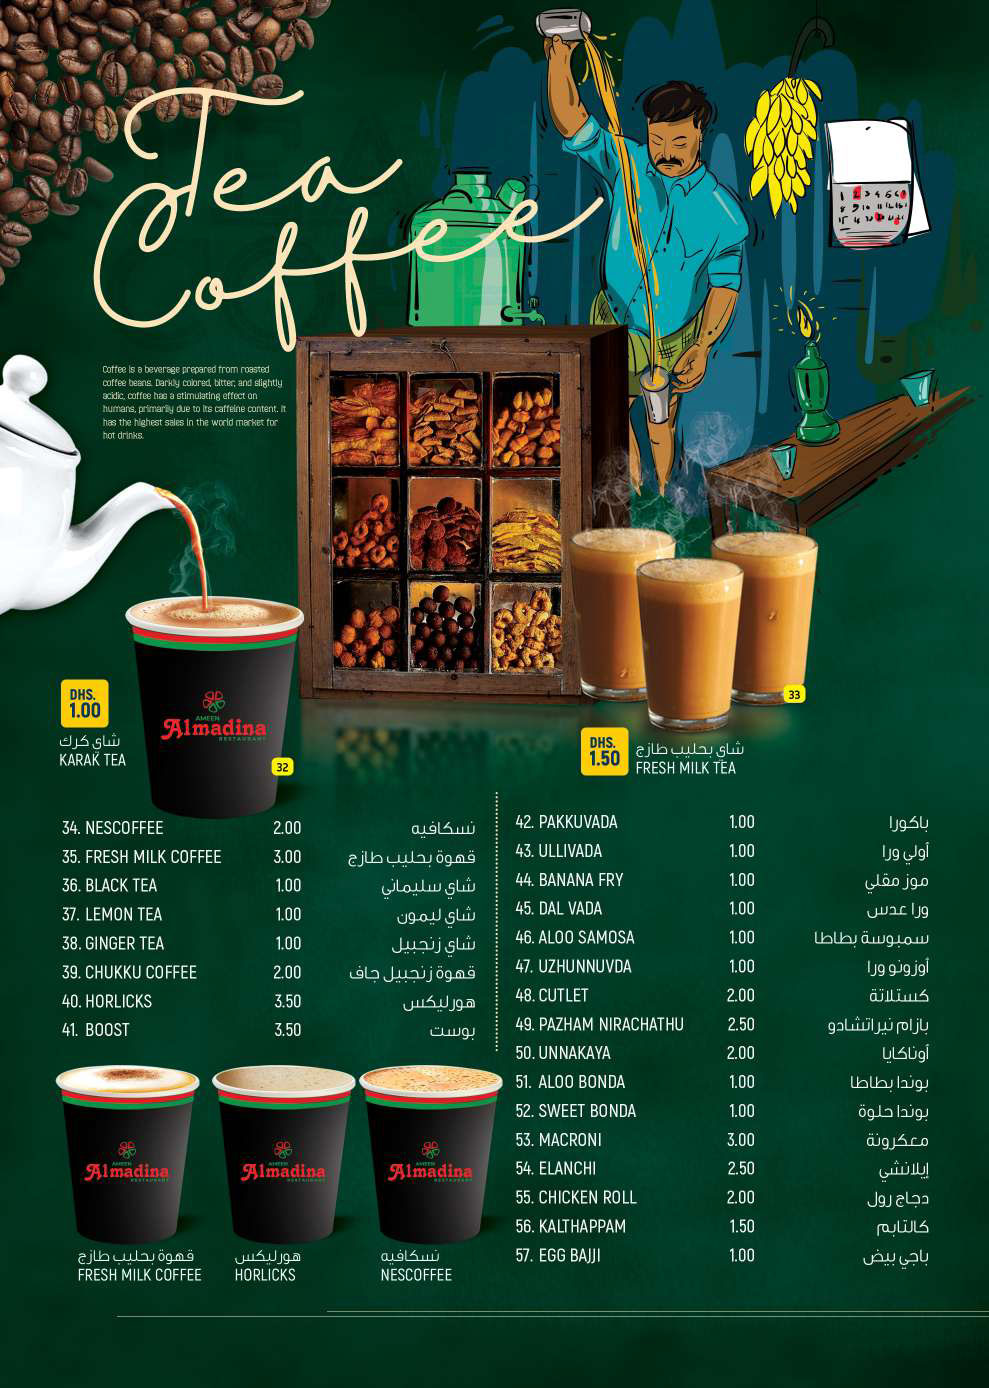 Tea
Coffee
Coffee is a beverage prepared from roasted
coffee beans. Darkly colored, bitter, and slightly
acidic, coffee has a stimulating effect on
humans, primarily due to its caffeine content. It
has the highest sales in the world market for
hot drinks.
DHS.
1.00
شاي كرك
KARAK TEA
AMEEN
Almadina
RESTAURANT
32
33
DHS.
1.50
شاي بحليب طازج
FRESH MILK TEA
34. NESCOFFEE 2.00 نسكافيه
35. FRESH MILK COFFEE 3.00 قهوة بحليب طازج
36. BLACK TEA 1.00 شاي سليماني
37. LEMON TEA 1.00 شاي ليمون
38. GINGER TEA 1.00 شاي زنجبيل
39. CHUKKU COFFEE 2.00 قهوة زنجبيل جاف
40. HORLICKS 3.50 هورليكس
41. BOOST 3.50 بوست
42. PAKKUVADA 1.00 باكورا
43. ULLIVADA 1.00 أولي ورا
44. BANANA FRY 1.00 موز مقلي
45. DAL VADA 1.00 ورا عدس
46. ALOO SAMOSA 1.00 سمبوسة بطاطا
47. UZHUNNUVDA 1.00 أوزونو ورا
48. CUTLET 2.00 كستلاتة
49. PAZHAM NIRACHATHU 2.50 بازام نيراتشادو
50. UNNAKAYA 2.00 أوناكايا
51. ALOO BONDA 1.00 بوندا بطاطا
52. SWEET BONDA 1.00 بوندا حلوة
53. MACRONI 3.00 معكرونة
54. ELANCHI 2.50 إيلانشي
55. CHICKEN ROLL 2.00 دجاج رول
56. KALTHAPPAM 1.50 كالتابم
57. EGG BAJJI 1.00 باجي بيض
AMEEN
Almadina
RESTAURANT
AMEEN
Almadina
RESTAURANT
AMEEN
Almadina
RESTAURANT
قهوة بحليب طازج
FRESH MILK COFFEE
هورليكس
HORLICKS
نسكافيه
NESCOFFEE